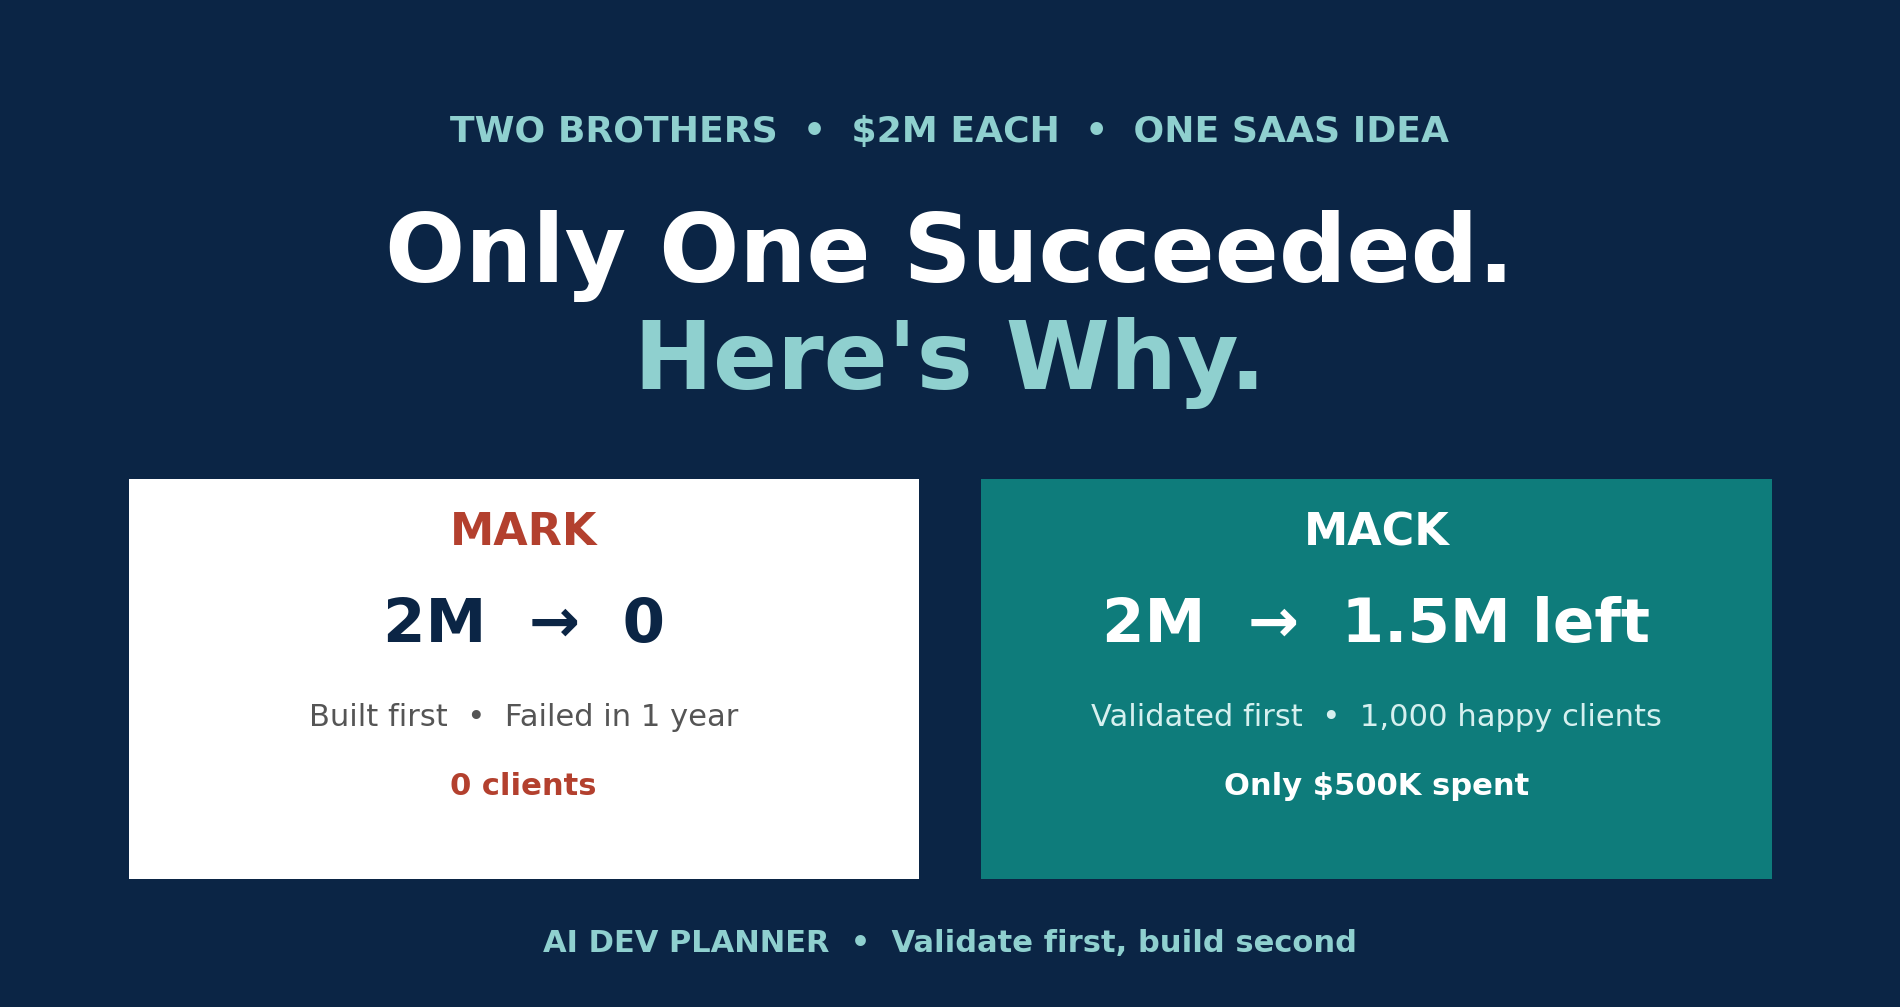 TWO BROTHERS • $2M EACH • ONE SAAS IDEA
Only One Succeeded.
Here's Why.
MARK
2M → 0
Built first • Failed in 1 year
0 clients
MACK
2M → 1.5M left
Validated first • 1,000 happy clients
Only $500K spent
AI DEV PLANNER • Validate first, build second